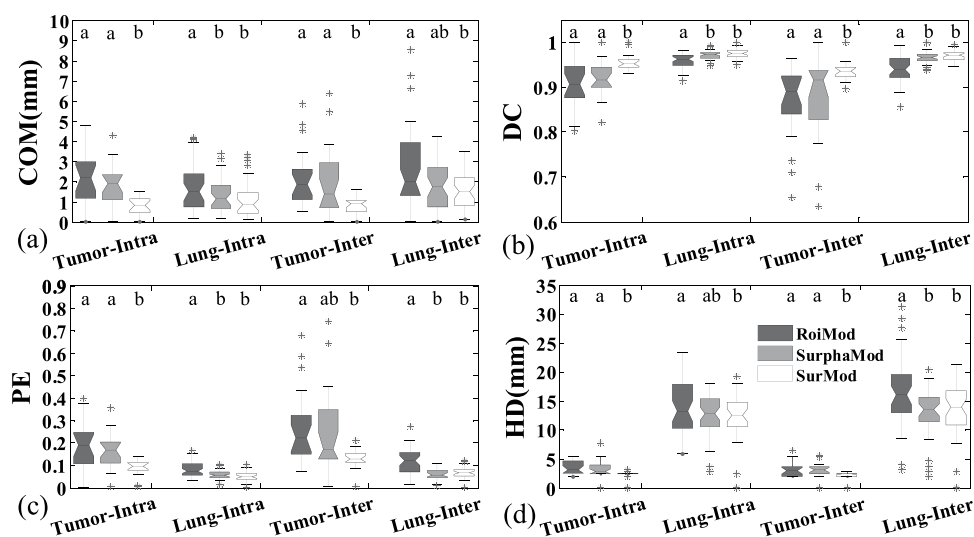 10 a a b a b b a a b a ab b
9
8
7
6
5
4
3
2
1
0
COM(mm)
(a) Tumor-Intra Lung-Intra Tumor-Inter Lung-Inter
a a b a b b a a b a b b
1
0.9
0.8
0.7
0.6
DC
(b) Tumor-Intra Lung-Intra Tumor-Inter Lung-Inter
0.9 a a b a b b a ab b a b b
0.8
0.7
0.6
0.5
0.4
0.3
0.2
0.1
0
PE
(c) Tumor-Intra Lung-Intra Tumor-Inter Lung-Inter
35 a a b a ab b a a b a b b
30
25
20
15
10
5
0
HD(mm)
RoiMod
SurphaMod
SurMod
(d) Tumor-Intra Lung-Intra Tumor-Inter Lung-Inter